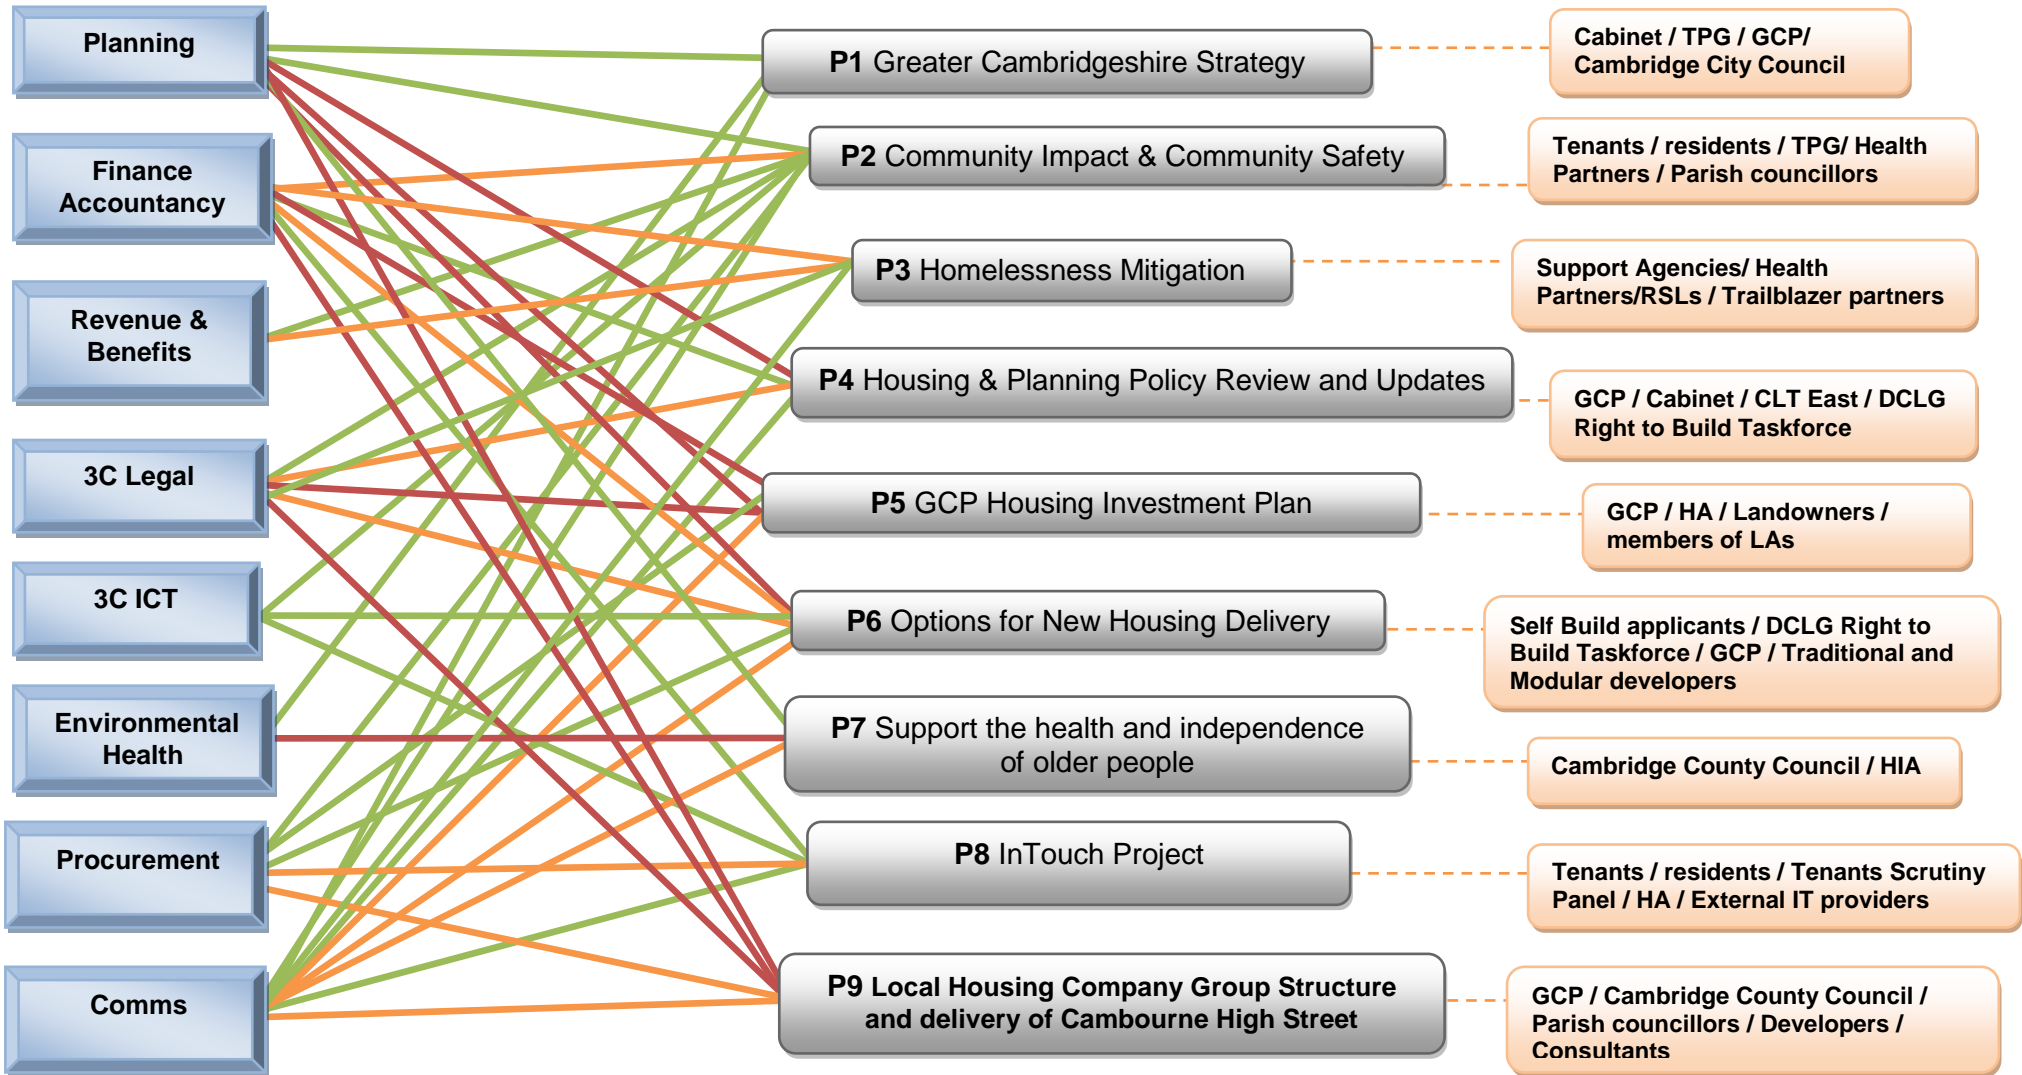 Planning
Finance
Accountancy
Revenue &
Benefits
3C Legal
3C ICT
Environmental
Health
Procurement
Comms
P1 Greater Cambridgeshire Strategy
P2 Community Impact & Community Safety
P3 Homelessness Mitigation
P4 Housing & Planning Policy Review and Updates
P5 GCP Housing Investment Plan
P6 Options for New Housing Delivery
P7 Support the health and independence
of older people
P8 InTouch Project
P9 Local Housing Company Group Structure
and delivery of Cambourne High Street
Cabinet / TPG / GCP/
Cambridge City Council
Tenants / residents / TPG/ Health
Partners / Parish councillors
Support Agencies/ Health
Partners/RSLs / Trailblazer partners
GCP / Cabinet / CLT East / DCLG
Right to Build Taskforce
GCP / HA / Landowners /
members of LAs
Self Build applicants / DCLG Right to
Build Taskforce / GCP / Traditional and
Modular developers
Cambridge County Council / HIA
Tenants / residents / Tenants Scrutiny
Panel / HA / External IT providers
GCP / Cambridge County Council /
Parish councillors / Developers /
Consultants